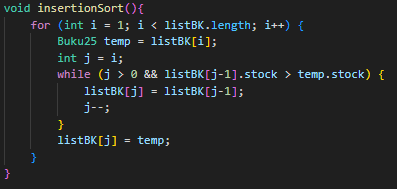 void insertionSort(){
    for (int i = 1; i < listBK.length; i++) {
        Buku25 temp = listBK[i];
        int j = i;
        while (j > 0 && listBK[j-1].stock > temp.stock) {
            listBK[j] = listBK[j-1];
            j--;
        }
        listBK[j] = temp;
    }
}